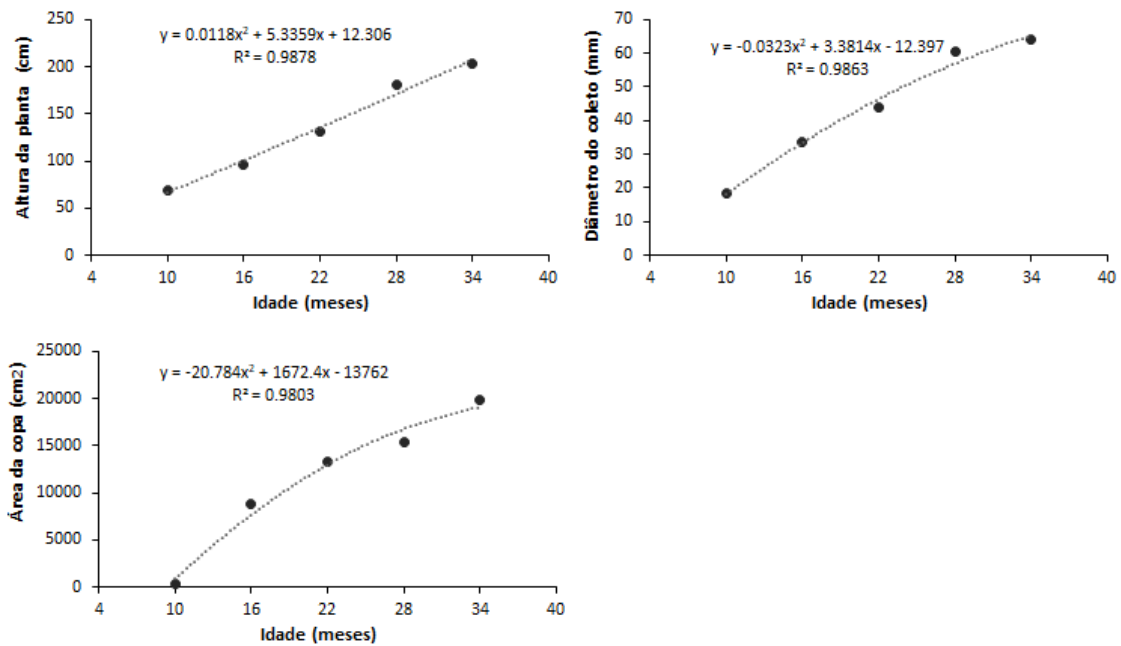 250
200
150
100
50
0
Altura da planta (cm)
y = 0.0118x² + 5.3359x + 12.306
R² = 0.9878
4 10 16 22 28 34 40
Idade (meses)
70
60
50
40
30
20
10
0
Diâmetro do coleto (mm)
y = -0.0323x² + 3.3814x - 12.397
R² = 0.9863
4 10 16 22 28 34 40
Idade (meses)
25000
20000
15000
10000
5000
0
Área da copa (cm2)
y = -20.784x² + 1672.4x - 13762
R² = 0.9803
4 10 16 22 28 34 40
Idade (meses)